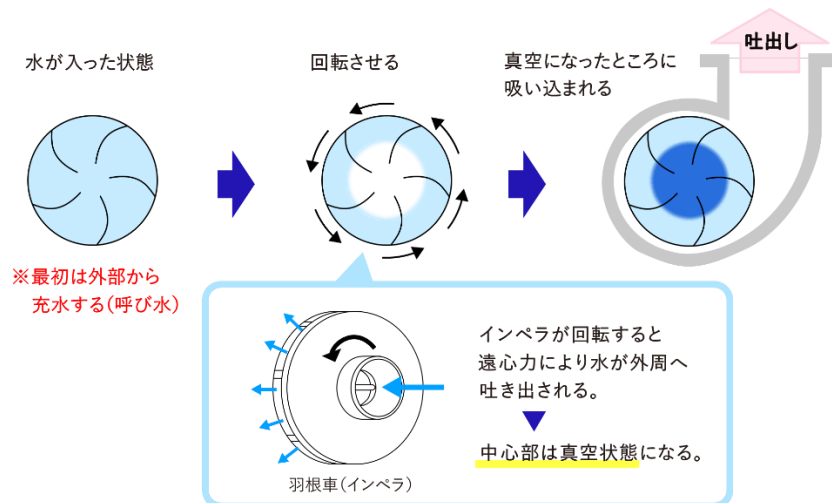 水が入った状態
回転させる
真空になったところに
吸い込まれる
吐出し
※最初は外部から
充水する(呼び水)
インペラが回転すると
遠心力により水が外周へ
吐き出される。
中心部は真空状態になる。
羽根車(インペラ)